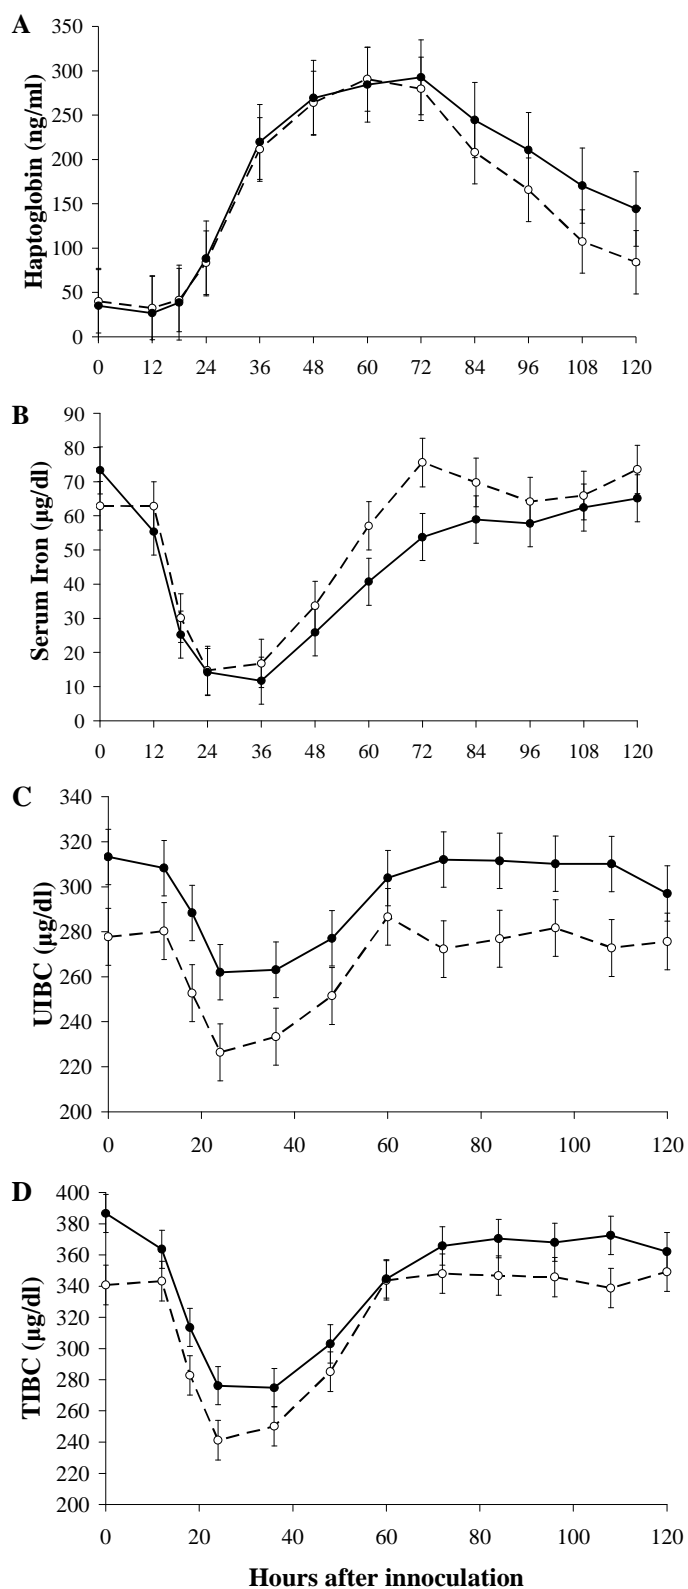 A
Haptoglobin (ng/ml)
350
300
250
200
150
100
50
0
0 12 24 36 48 60 72 84 96 108 120
B
Serum Iron (µg/dl)
90
80
70
60
50
40
30
20
10
0
0 12 24 36 48 60 72 84 96 108 120
C
UIBC (µg/dl)
340
320
300
280
260
240
220
200
0 20 40 60 80 100 120
D
TIBC (µg/dl)
400
380
360
340
320
300
280
260
240
220
200
0 20 40 60 80 100 120
Hours after innoculation